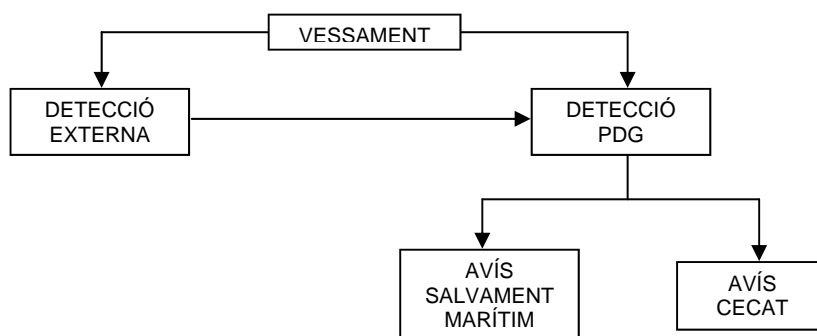 VESSAMENT
DETECCIÓ
EXTERNA
DETECCIÓ
PDG
AVÍS
SALVAMENT
MARÍTIM
AVÍS
CECAT